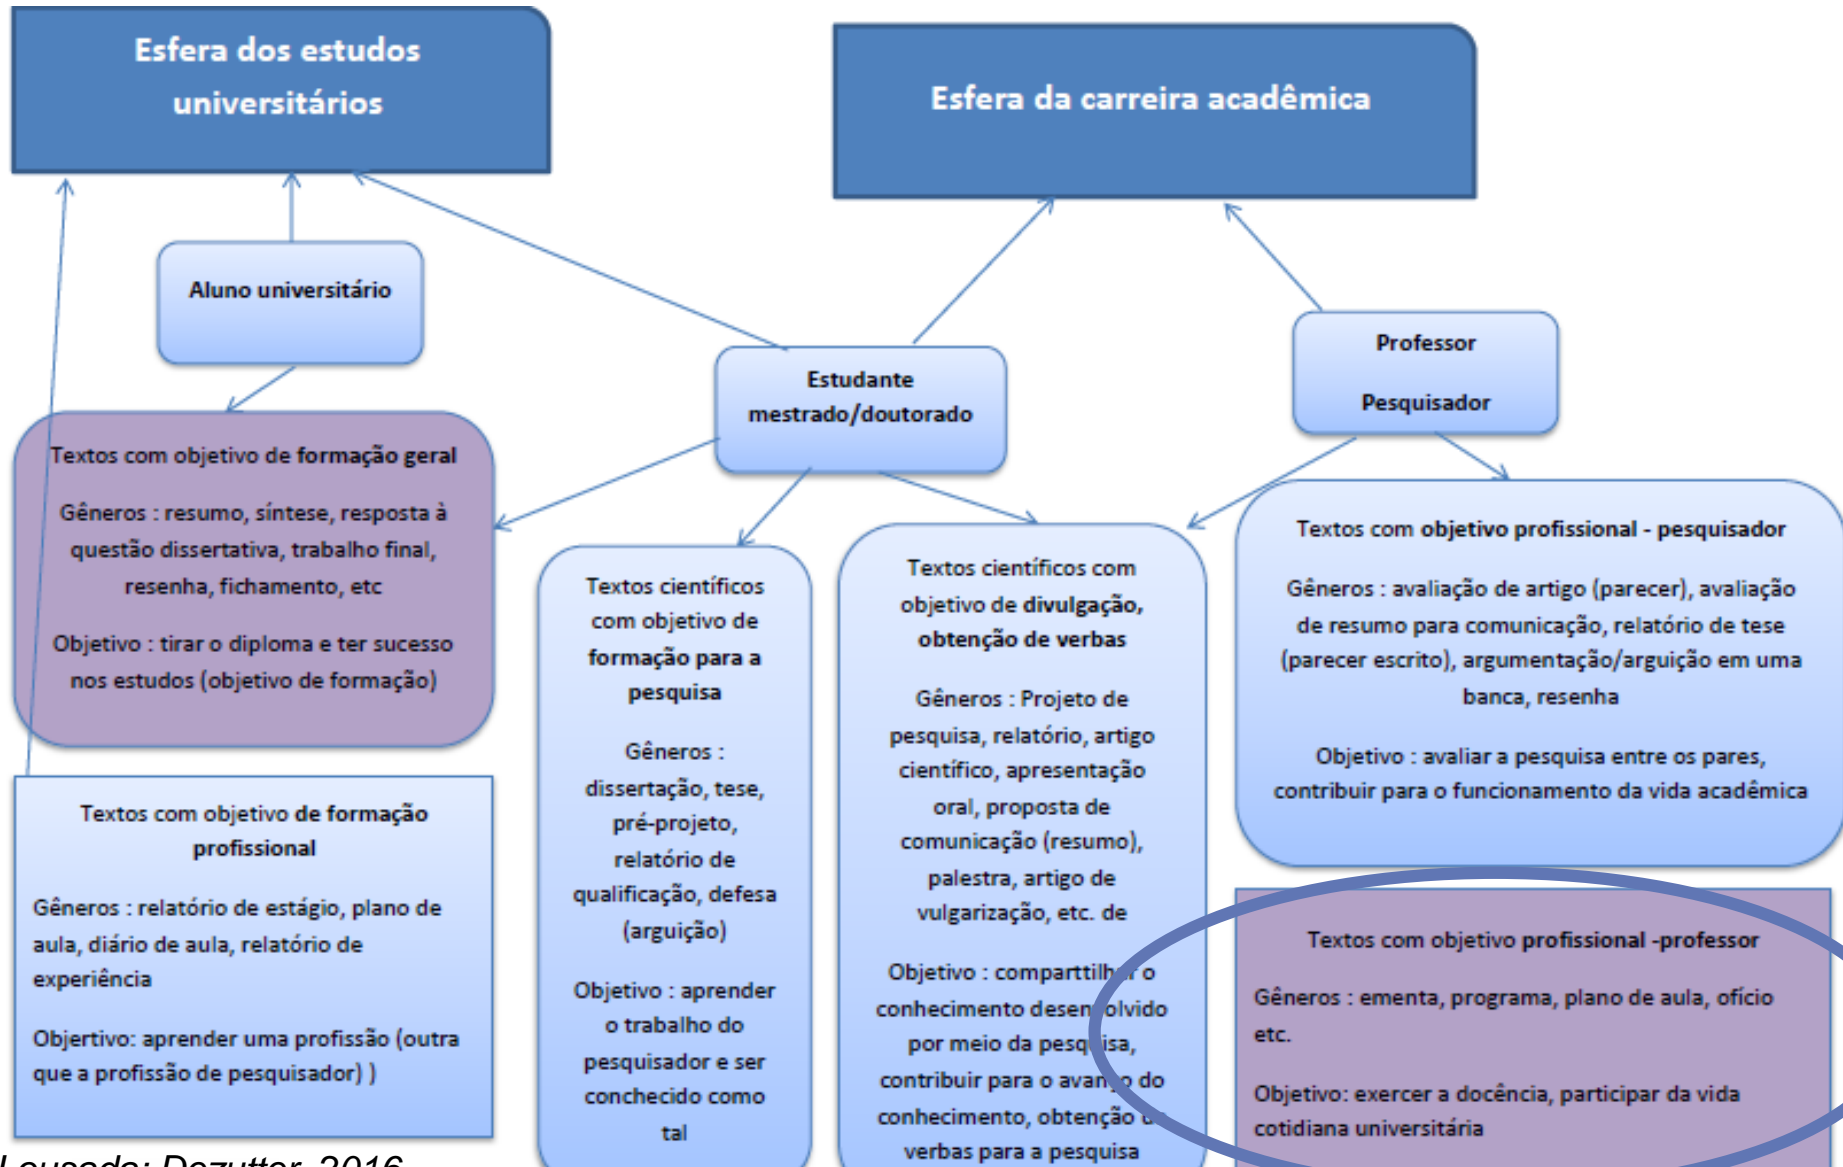 Esfera dos estudos
universitários
Esfera da carreira acadêmica
Aluno universitário
Estudante
mestrado/doutorado
Professor
Pesquisador
Textos com objetivo de formação geral
Gêneros : resumo, síntese, resposta à
questão dissertativa, trabalho final,
resenha, fichamento, etc
Objetivo : tirar o diploma e ter sucesso
nos estudos (objetivo de formação)
Textos com objetivo de formação
profissional
Gêneros : relatório de estágio, plano de
aula, diário de aula, relatório de
experiência
Objertivo: aprender uma profissão (outra
que a profissão de pesquisador) )
Textos científicos
com objetivo de
formação para a
pesquisa
Gêneros :
dissertação, tese,
pré-projeto,
relatório de
qualificação, defesa
(arguição)
Objetivo : aprender
o trabalho do
pesquisador e ser
conchecido como
tal
Textos científicos com
objetivo de divulgação,
obtenção de verbas
Gêneros : Projeto de
pesquisa, relatório, artigo
científico, apresentação
oral, proposta de
comunicação (resumo),
palestra, artigo de
vulgarização, etc. de
Objetivo : comparttilhar o
conhecimento desenvolvido
por meio da pesquisa,
contribuir para o avanço do
conhecimento, obtenção de
verbas para a pesquisa
Textos com objetivo profissional - pesquisador
Gêneros : avaliação de artigo (parecer), avaliação
de resumo para comunicação, relatório de tese
(parecer escrito), argumentação/arguição em uma
banca, resenha
Objetivo : avaliar a pesquisa entre os pares,
contribuir para o funcionamento da vida acadêmica
Textos com objetivo profissional -professor
Gêneros : ementa, programa, plano de aula, ofício
etc.
Objetivo: exercer a docência, participar da vida
cotidiana universitária
Lousada; Dezutter, 2016